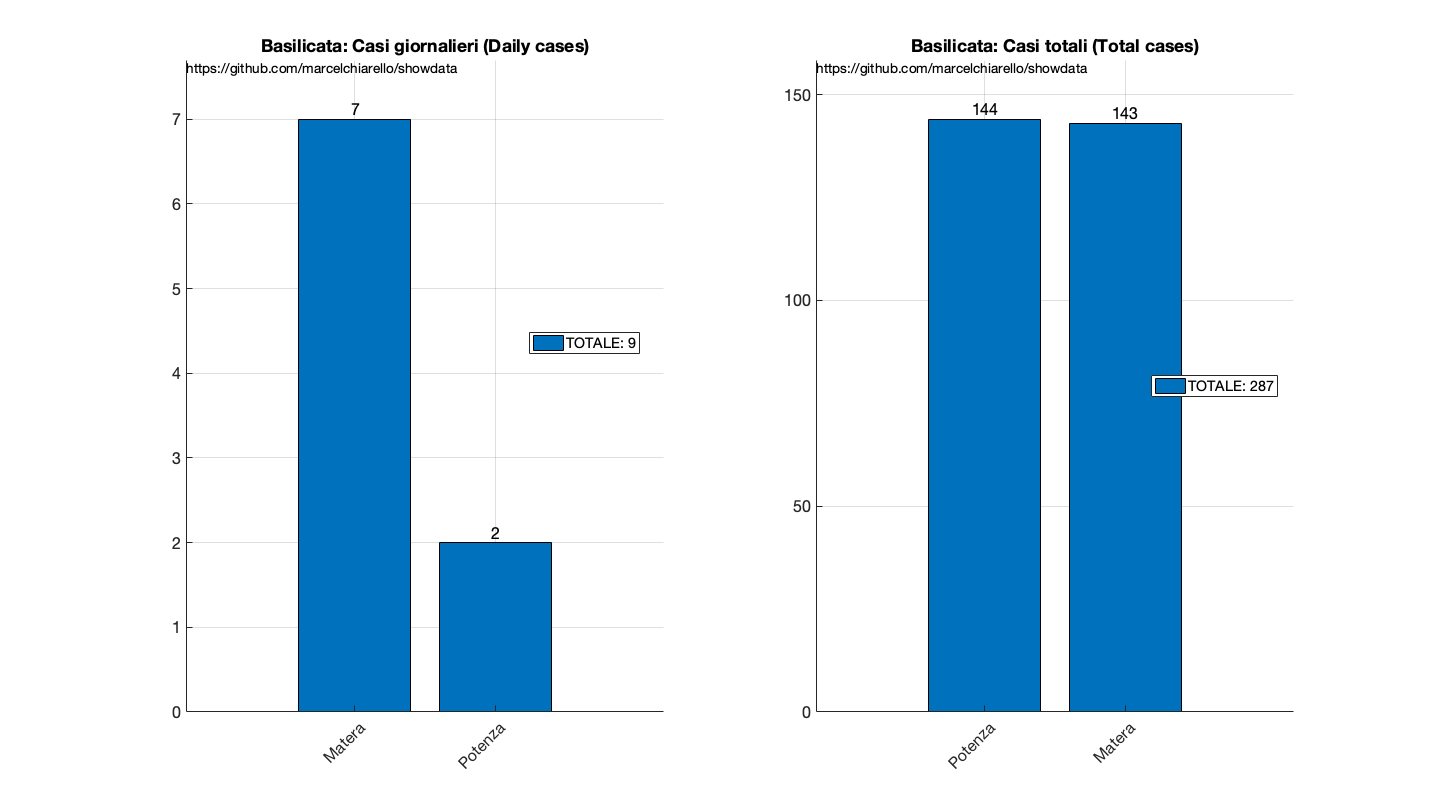 Basilicata: Casi giornalieri (Daily cases)
https://github.com/marcelchiarello/showdata
7
7
6
5
TOTALE: 9
4
3
2
2
1
0
Matera
Potenza
Basilicata: Casi totali (Total cases)
https://github.com/marcelchiarello/showdata
150
144
143
100
TOTALE: 287
50
0
Potenza
Matera